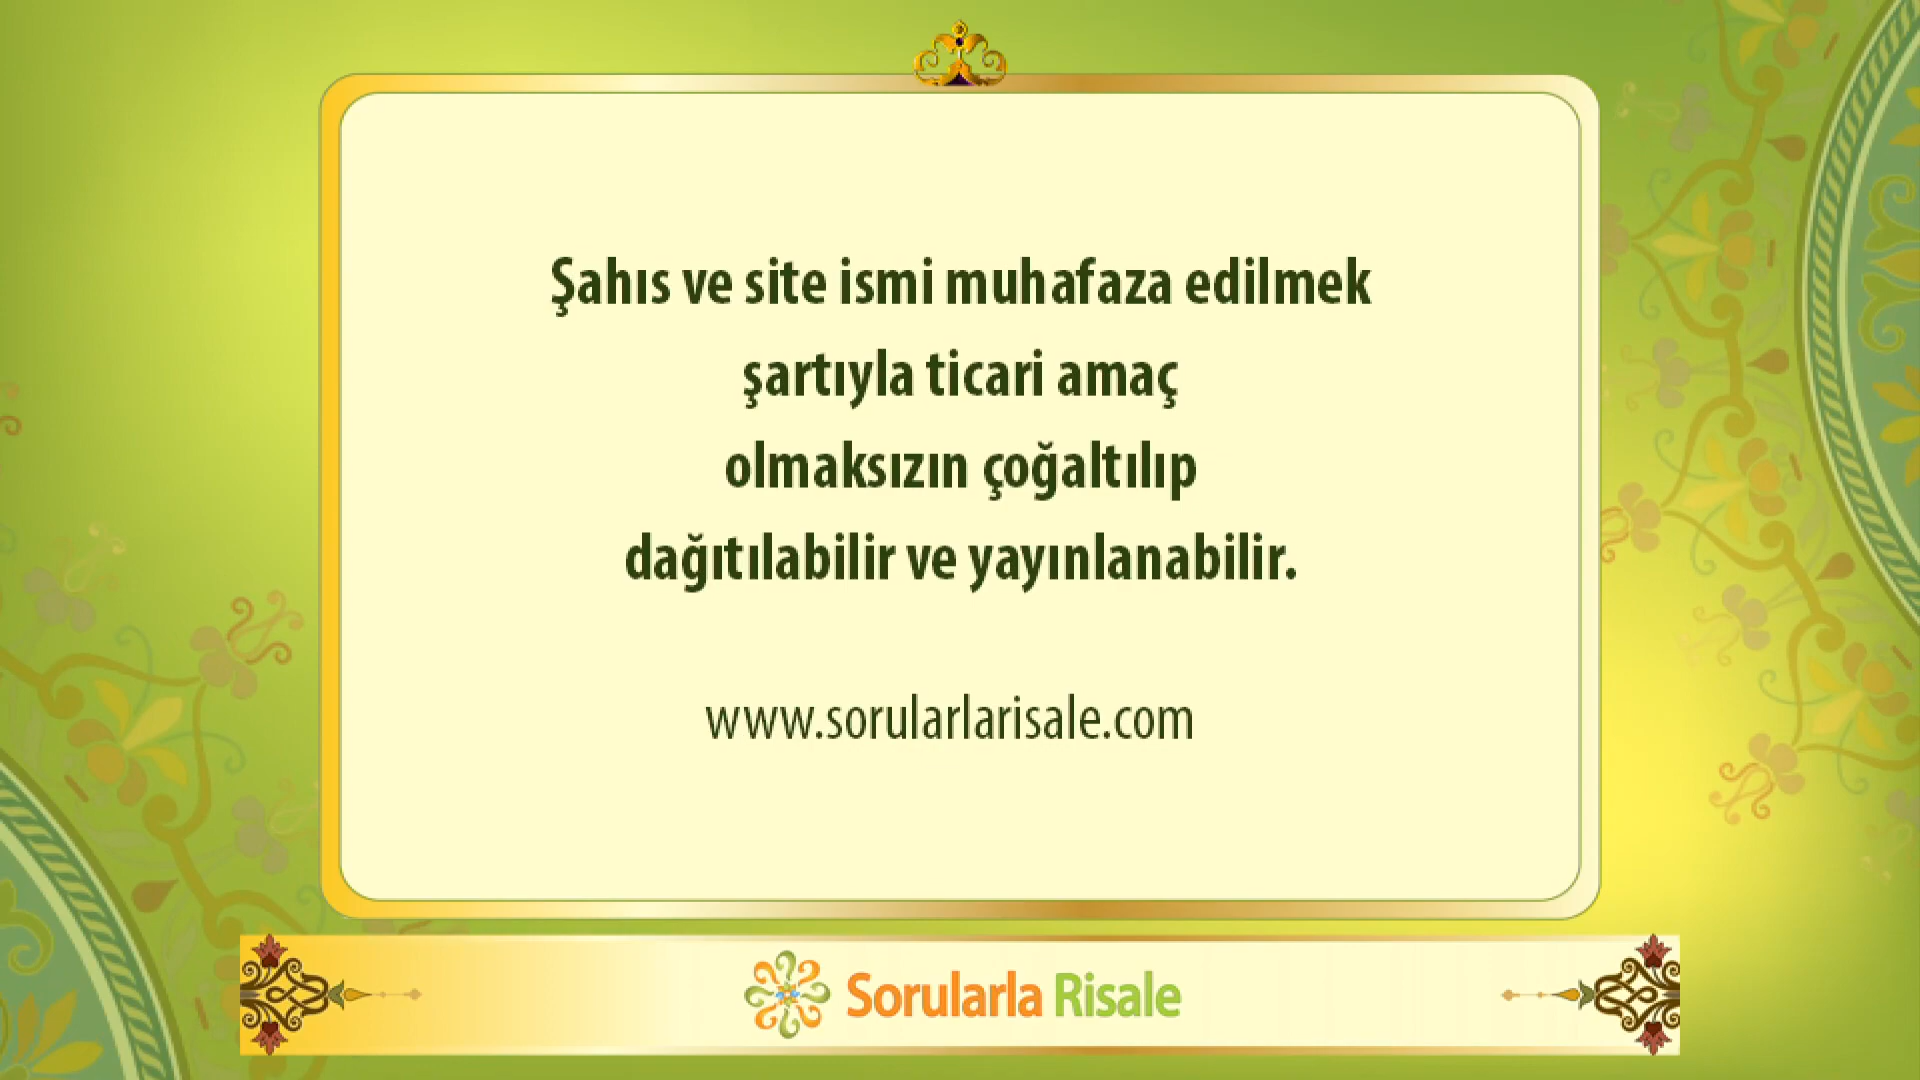 Şahıs ve site ismi muhafaza edilmek
şartıyla ticari amaç
olmaksızın çoğaltılıp
dağıtılabilir ve yayınlanabilir.
www.sorularlarisale.com
Sorularla Risale